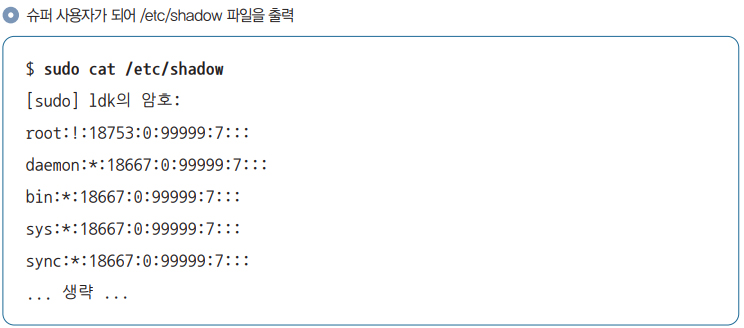 슈퍼 사용자가 되어 /etc/shadow 파일을 출력
$ sudo cat /etc/shadow
[sudo] ldk의 암호:
root:!:18753:0:99999:7:::
daemon:*:18667:0:99999:7:::
bin:*:18667:0:99999:7:::
sys:*:18667:0:99999:7:::
sync:*:18667:0:99999:7:::
... 생략 ...